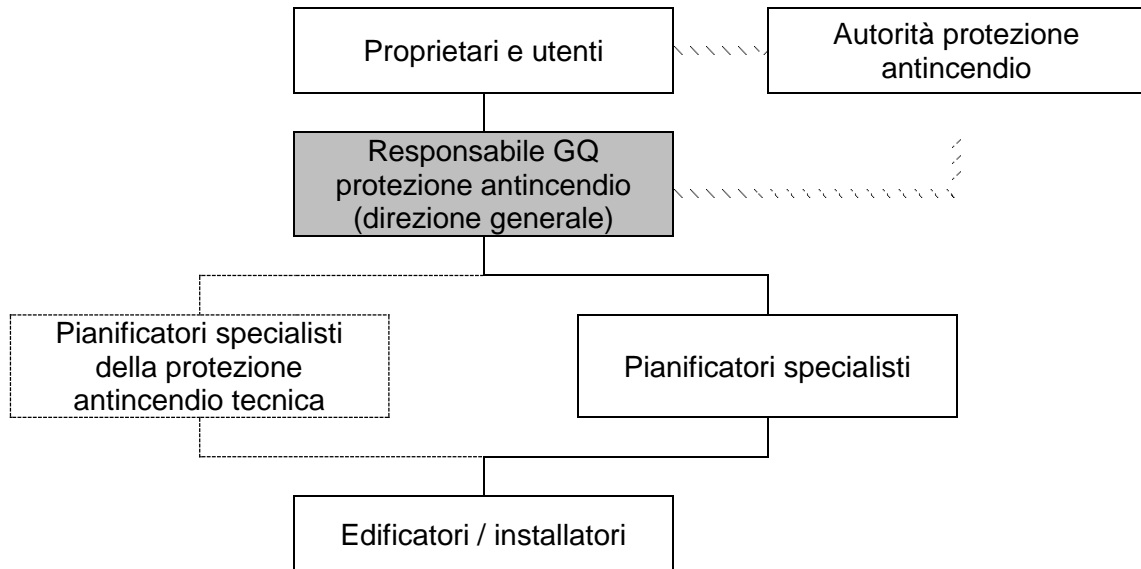 Proprietari e utenti
Autorità protezione
antincendio
Responsabile GQ
protezione antincendio
(direzione generale)
Pianificatori specialisti
della protezione
antincendio tecnica
Pianificatori specialisti
Edificatori / installatori